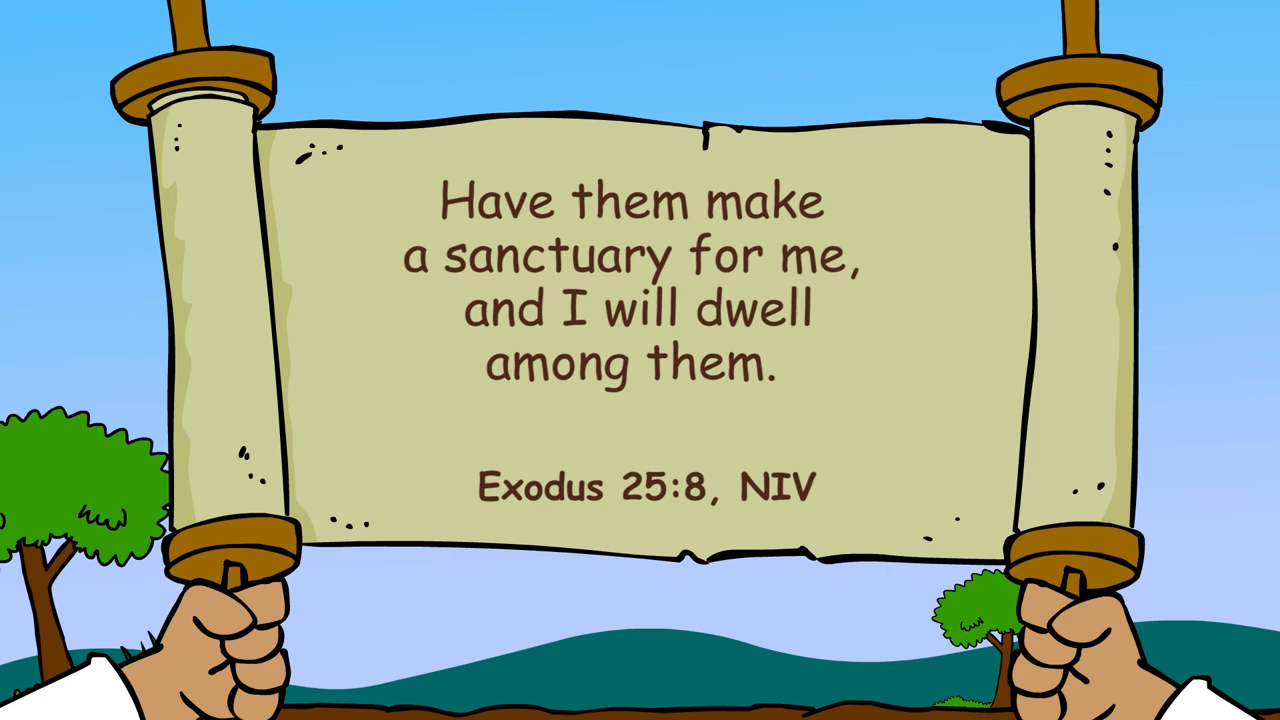 Have them make
a sanctuary for me,
and I will dwell
among them.
Exodus 25:8, NIV